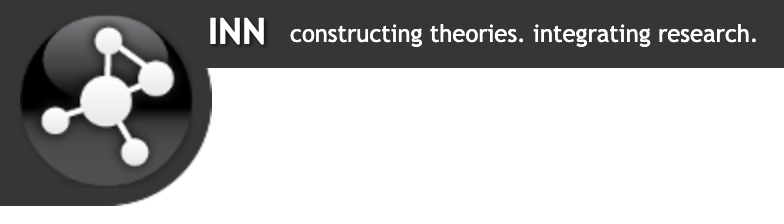 INN constructing theories. integrating research.